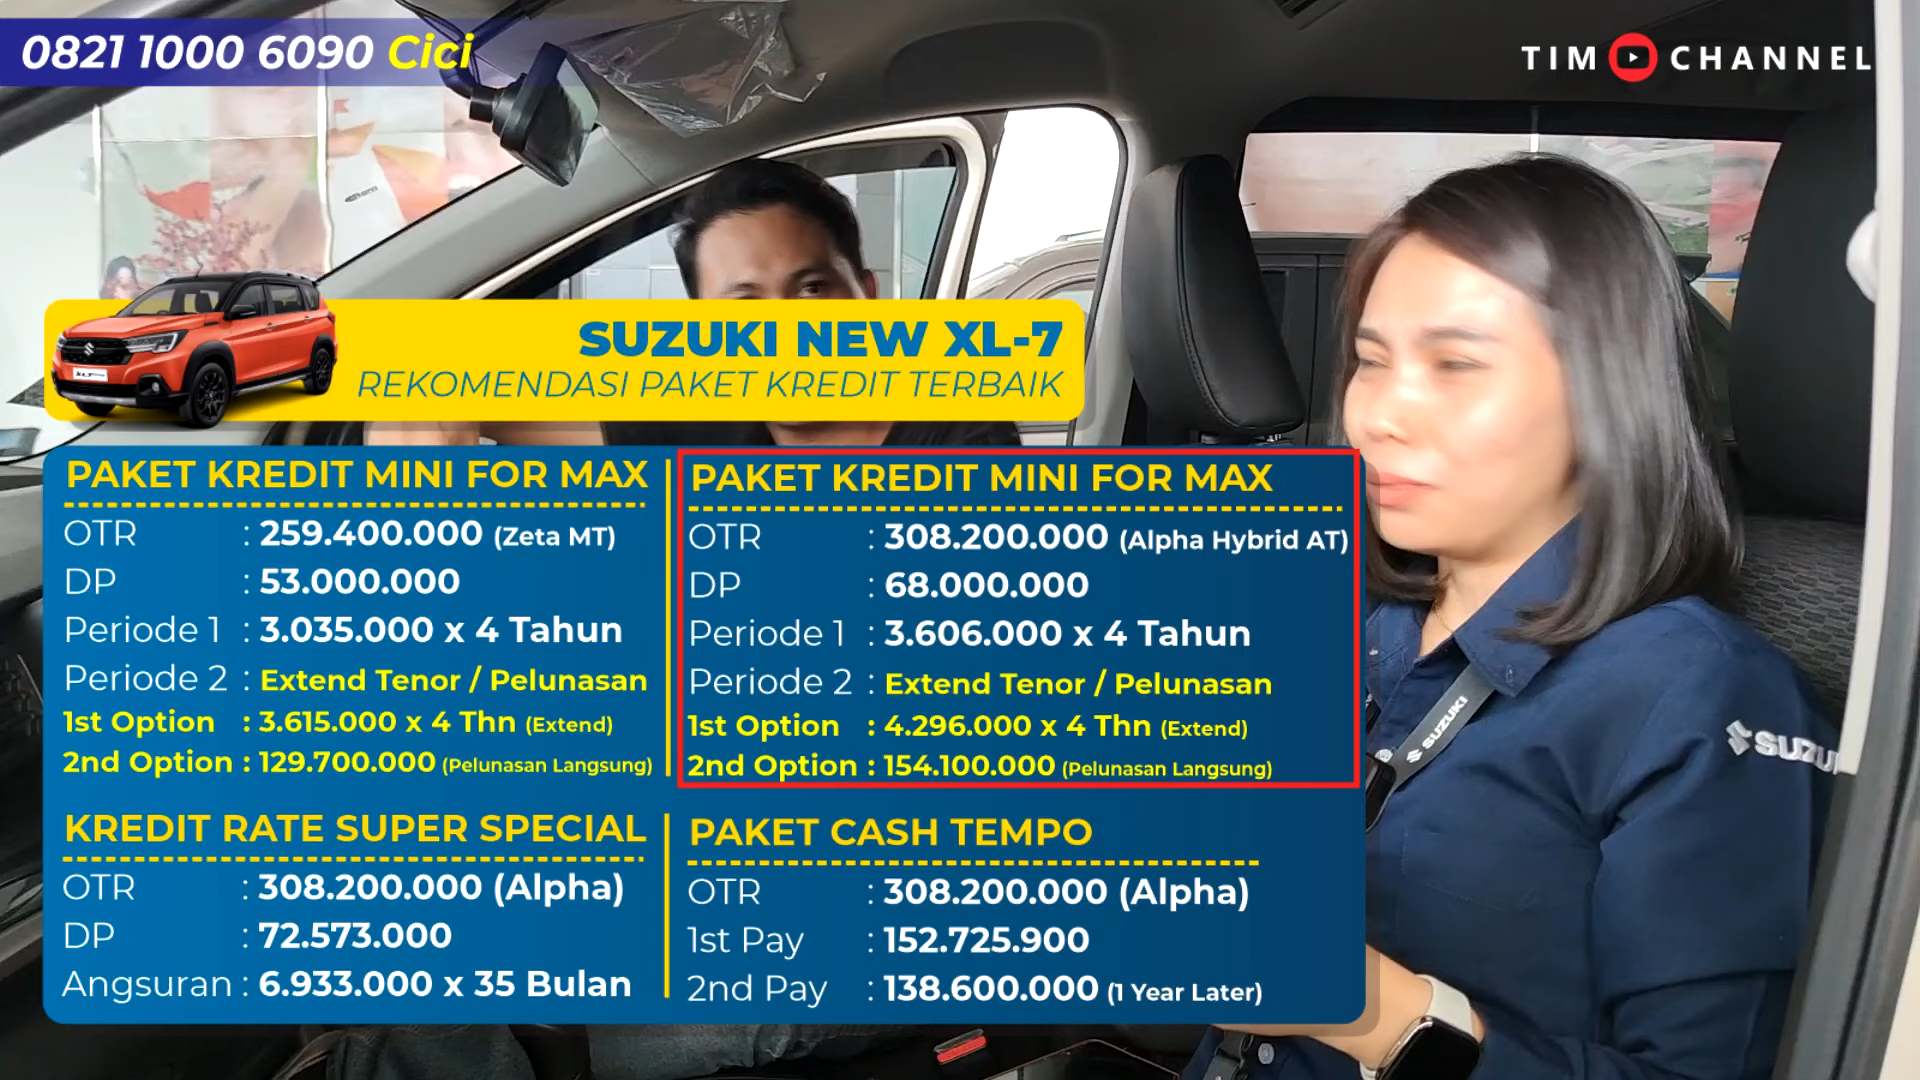 0821 1000 6090 Cici
TIM CHANNEL
SUZUKI NEW XL-7
REKOMENDASI PAKET KREDIT TERBAIK
PAKET KREDIT MINI FOR MAX
OTR : 259.400.000 (Zeta MT)
DP : 53.000.000
Periode 1 : 3.035.000 x 4 Tahun
Periode 2 : Extend Tenor / Pelunasan
1st Option : 3.615.000 x 4 Thn (Extend)
2nd Option : 129.700.000 (Pelunasan Langsung)
PAKET KREDIT MINI FOR MAX
OTR : 308.200.000 (Alpha Hybrid AT)
DP : 68.000.000
Periode 1 : 3.606.000 x 4 Tahun
Periode 2 : Extend Tenor / Pelunasan
1st Option : 4.296.000 x 4 Thn (Extend)
2nd Option : 154.100.000 (Pelunasan Langsung)
KREDIT RATE SUPER SPECIAL
OTR : 308.200.000 (Alpha)
DP : 72.573.000
Angsuran : 6.933.000 x 35 Bulan
PAKET CASH TEMPO
OTR : 308.200.000 (Alpha)
1st Pay : 152.725.900
2nd Pay : 138.600.000 (1 Year Later)
SUZUKI
SUZU